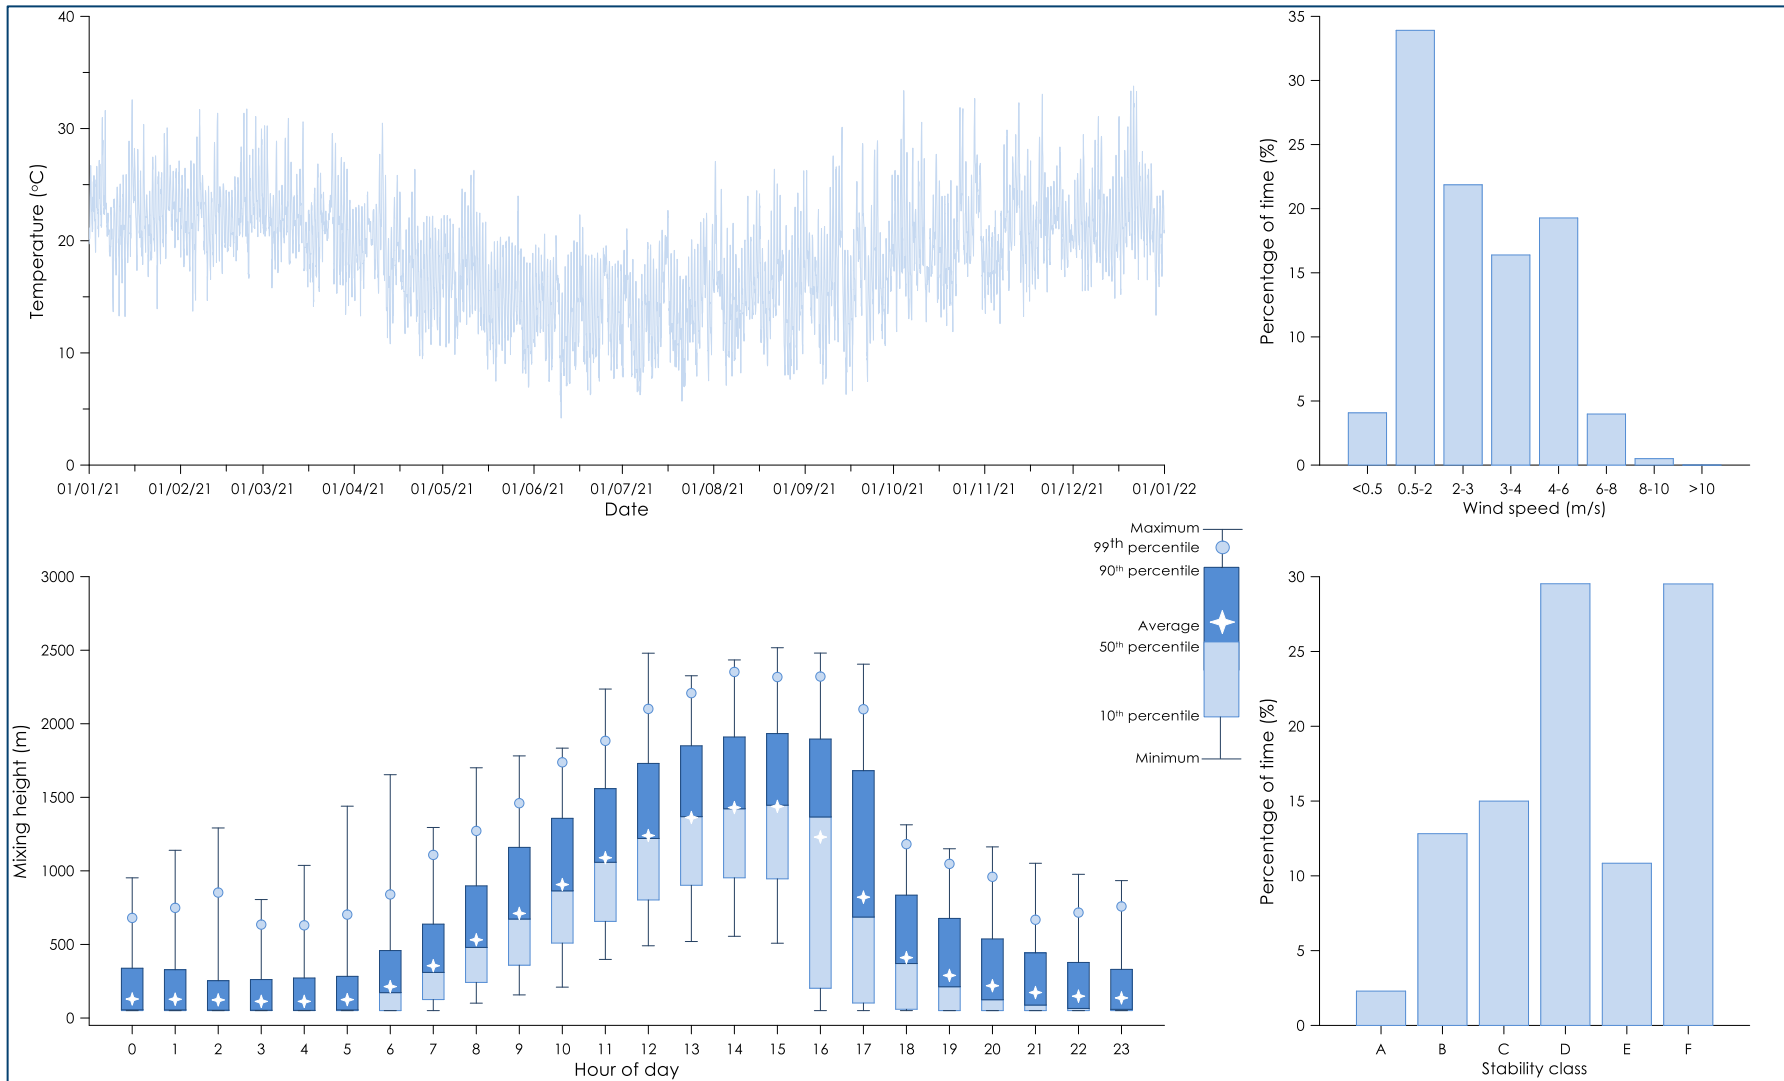 40
30
20
10
0
Temperature (°C)
01/01/21 01/02/21 01/03/21 01/04/21 01/05/21 01/06/21 01/07/21 01/08/21 01/09/21 01/10/21 01/11/21 01/12/21 01/01/22
Date
35
30
25
20
15
10
5
0
Percentage of time (%)
<0.5 0.5-2 2-3 3-4 4-6 6-8 8-10 >10
Wind speed (m/s)
Maximum
99th percentile
90th percentile
Average
50th percentile
10th percentile
Minimum
3000
2500
2000
1500
1000
500
0
Mixing height (m)
0 1 2 3 4 5 6 7 8 9 10 11 12 13 14 15 16 17 18 19 20 21 22 23
Hour of day
30
25
20
15
10
5
0
Percentage of time (%)
A B C D E F
Stability class